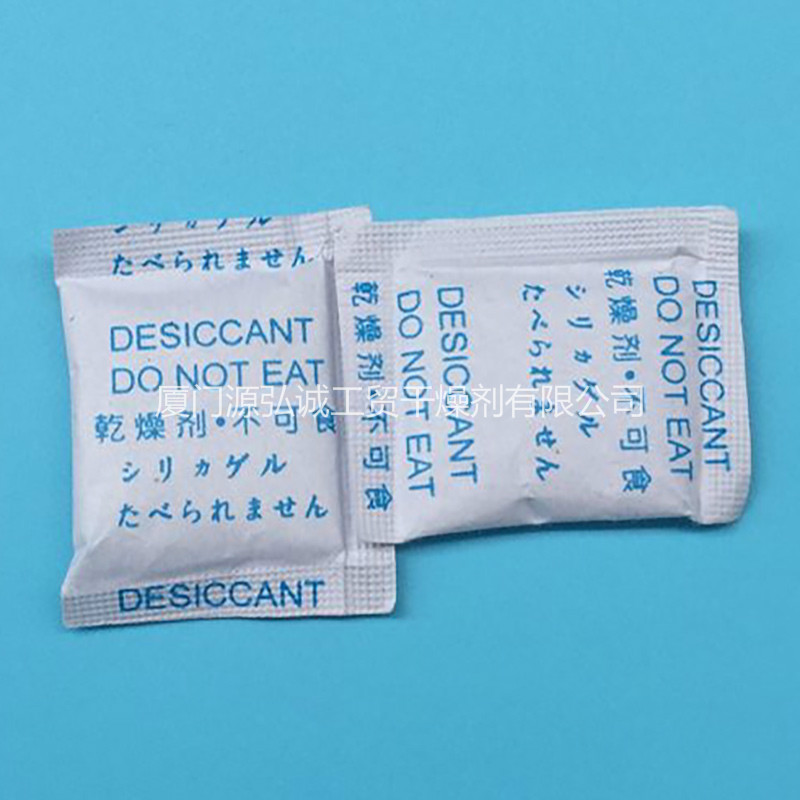 シリカゲル
たべられません
DESICCANT
DO NOT EAT
乾燥剤・不可食
シリカゲル
たべられません
DESICCANT
DESICCANT
DO NOT EAT
乾燥剤・不可食
シリカゲル
たべられません
DESICCANT
DO NOT EAT
乾燥剤・不可食
厦门源弘诚工贸干燥剂有限公司